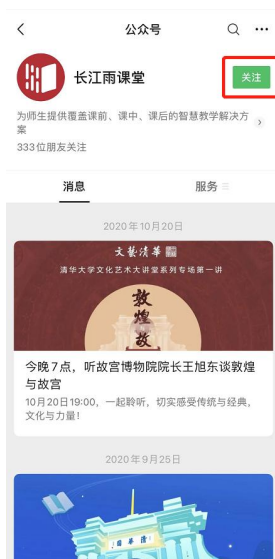 公众号
长江雨课堂
关注
为师生提供覆盖课前、课中、课后的智慧教学解决方
案
333位朋友关注
消息
服务
2020年10月20日
文艺清华
清华大学文化艺术大讲堂系列专场第一讲
敦
煌
故
今晚7点，听故宫博物院院长王旭东谈敦煌
与故宫
10月20日19:00，一起聆听，切实感受传统与经典，
文化与力量！
2020年9月25日